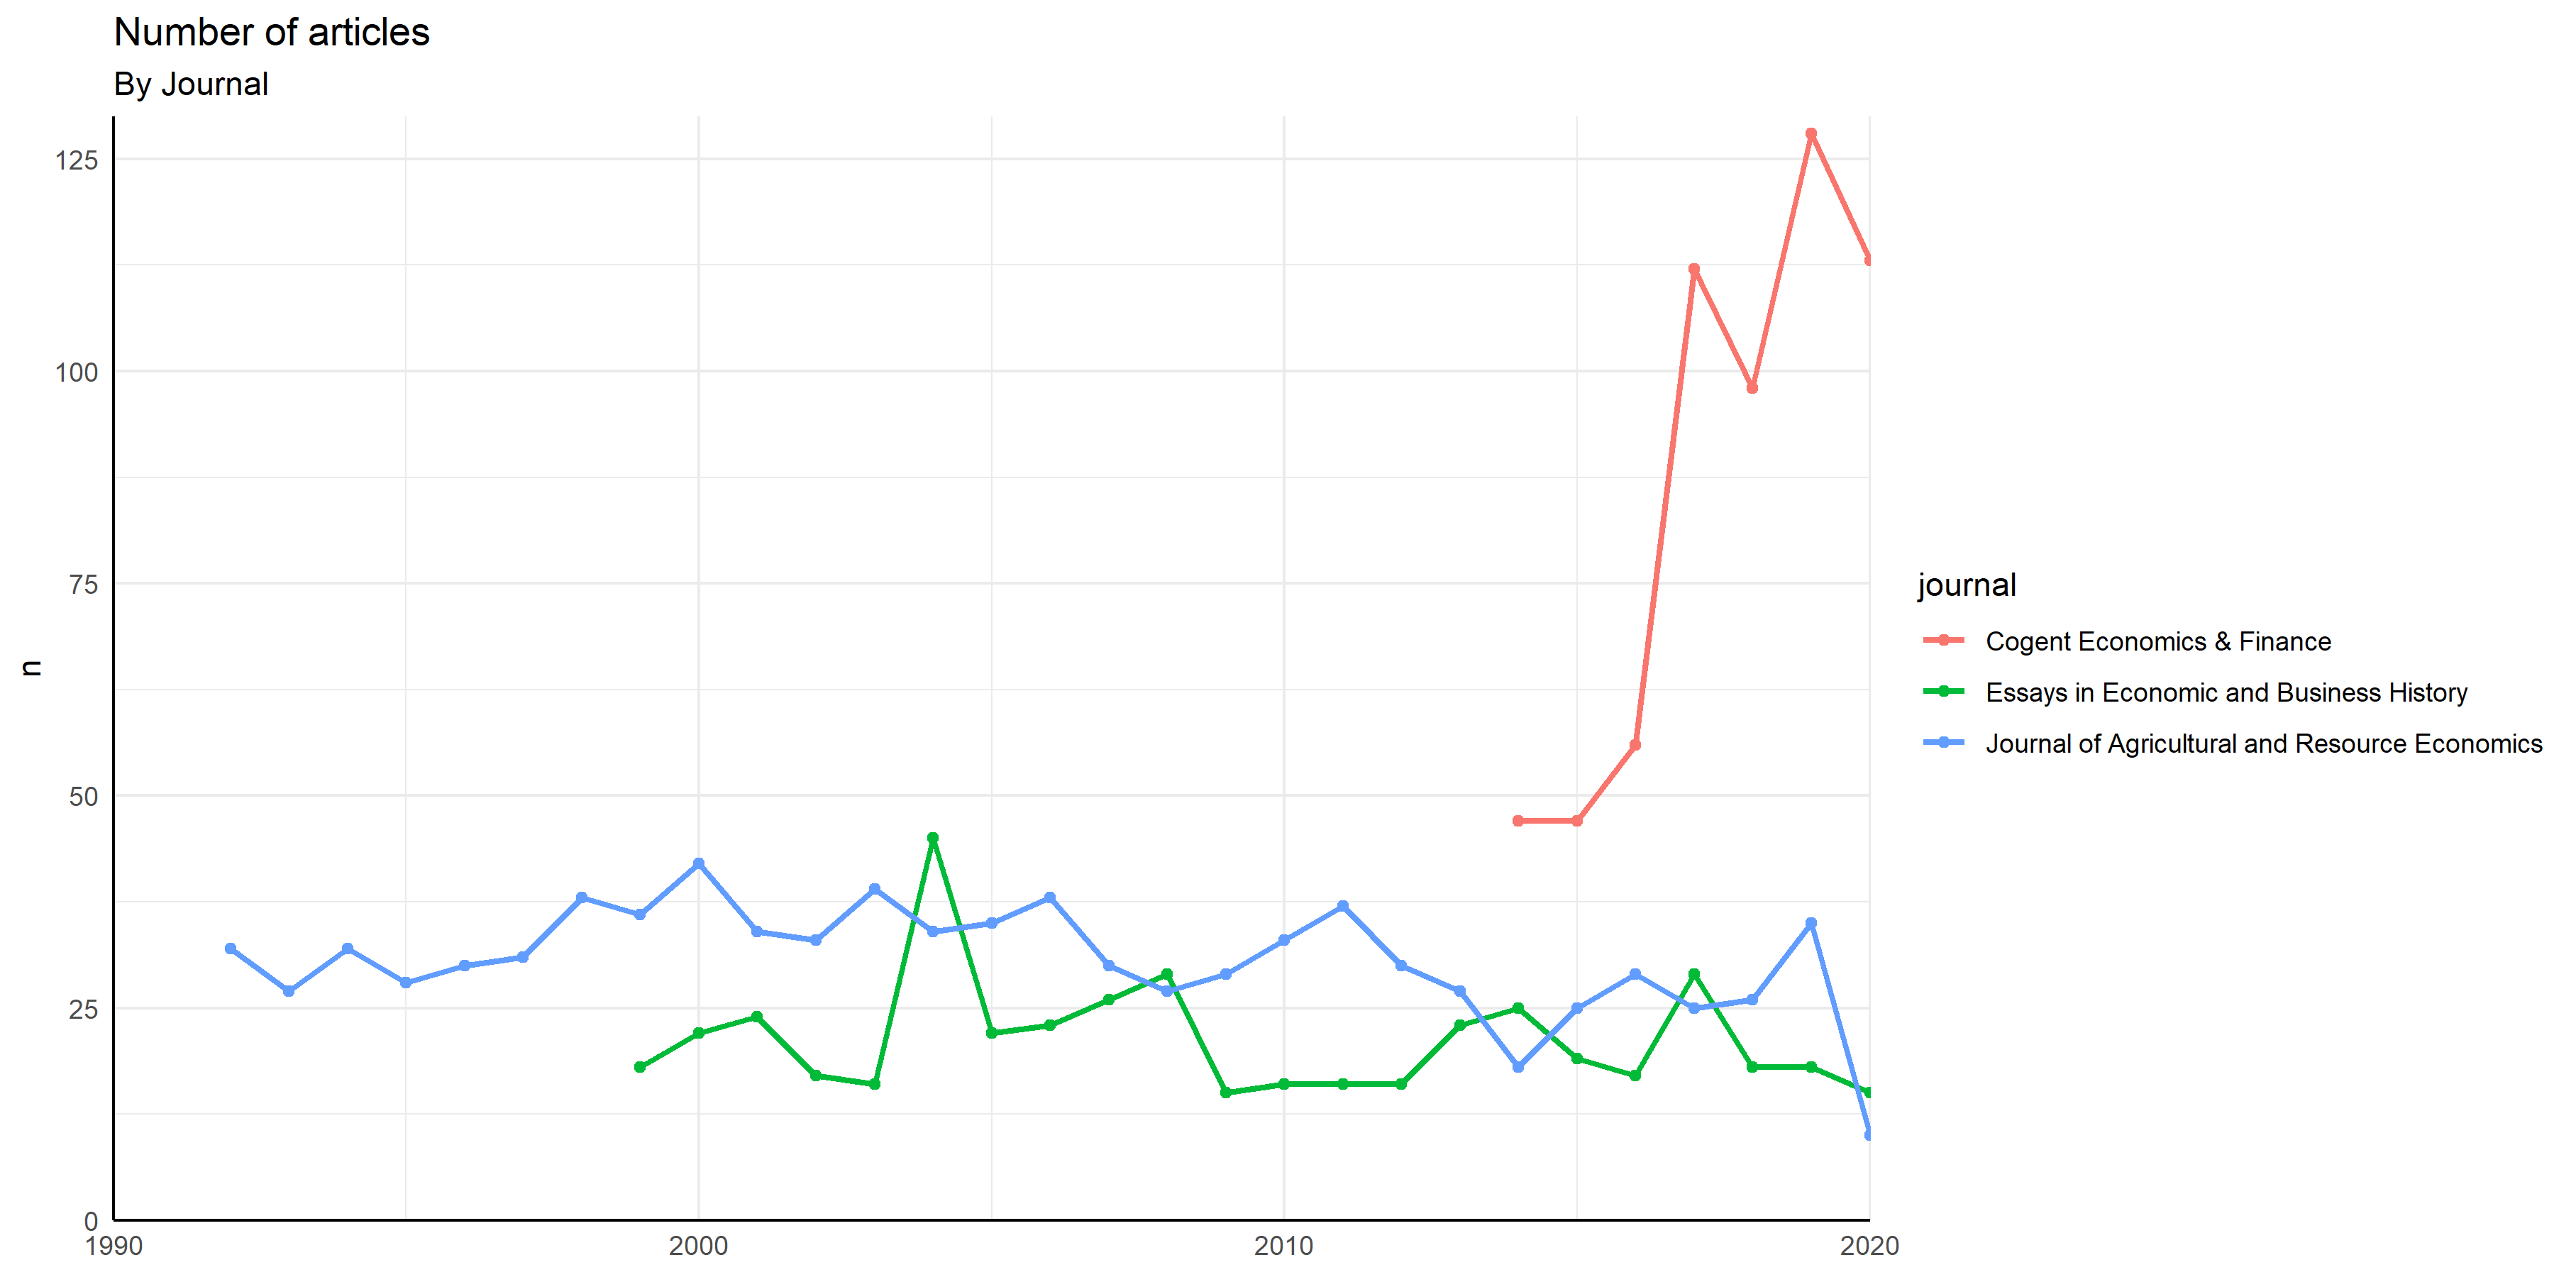 Number of articles
By Journal
125
100
75
50
25
0
n
1990
2000
2010
2020
journal
Cogent Economics & Finance
Essays in Economic and Business History
Journal of Agricultural and Resource Economics